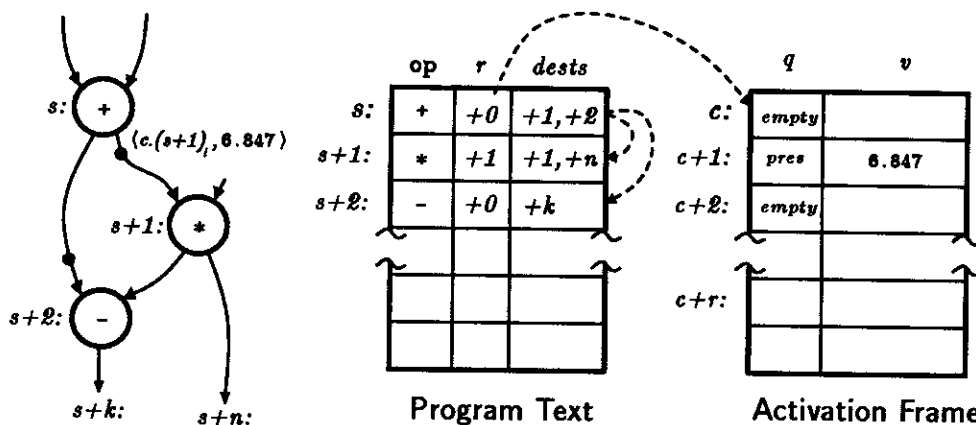 s: +
⟨c.(s+1)ₗ, 6.847⟩
s+1: *
s+2: -
s+k: s+n:
op r dests
s: + +0 +1,+2
s+1: * +1 +1,+n
s+2: - +0 +k
Program Text
q v
c: empty
c+1: pres 6.847
c+2: empty
c+r:
Activation Frame